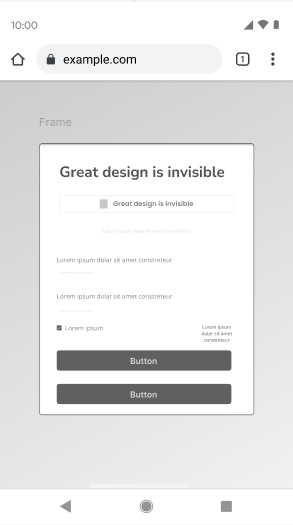 10:00
example.com
1
Frame
Great design is invisible
Great design is invisible
Lorem ipsum dolor sit amet constreteur
Lorem ipsum dolor sit amet constreteur
Lorem ipsum
Lorem ipsum
dolor sit amet
constreteur
Button
Button